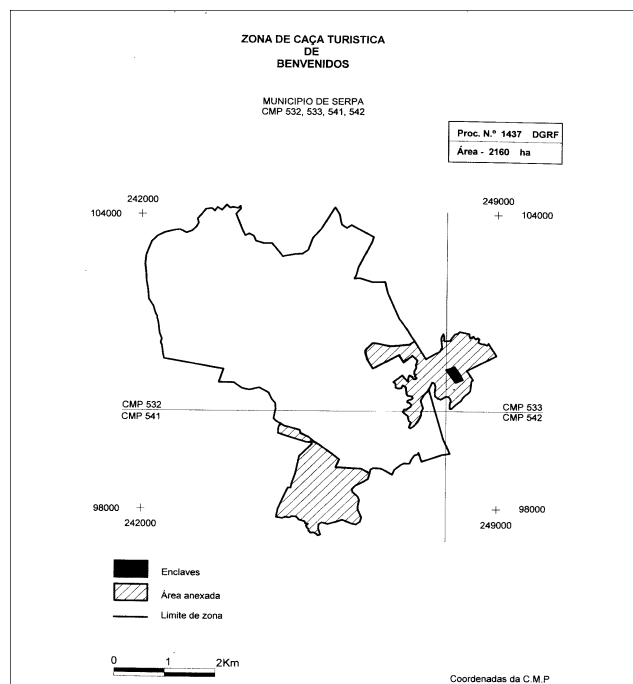 ZONA DE CAÇA TURISTICA
DE
BENVENIDOS
MUNICIPIO DE SERPA
CMP 532, 533, 541, 542
Proc. N.º 1437 DGRF
Área - 2160 ha
242000
104000
249000
104000
CMP 532
CMP 541
CMP 533
CMP 542
98000
242000
98000
249000
Enclaves
Área anexada
Limite de zona
0 1 2Km
Coordenadas da C.M.P